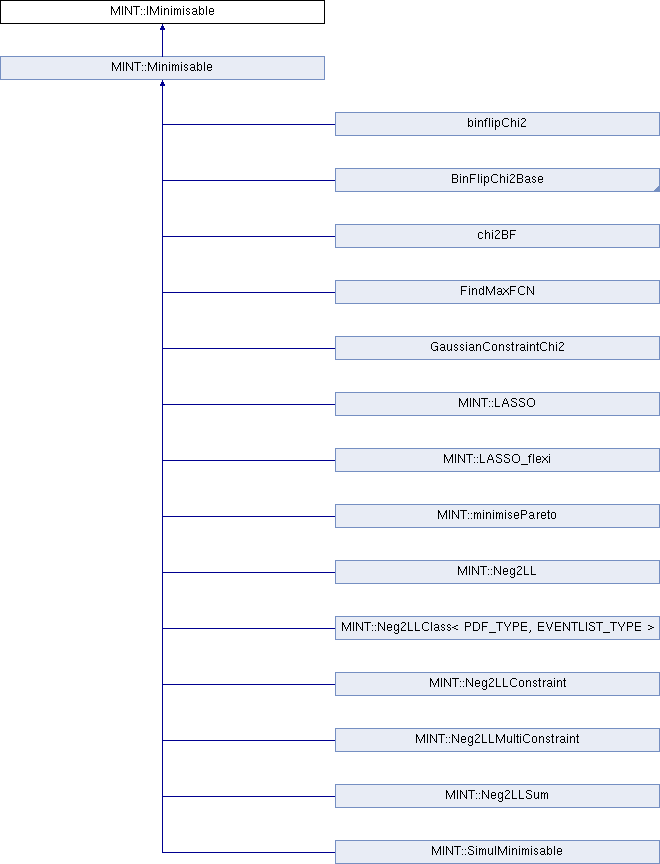 MINT::IMinimisable
MINT::Minimisable
binflipChi2
BinFlipChi2Base
chi2BF
FindMaxFCN
GaussianConstraintChi2
MINT::LASSO
MINT::LASSO_flexi
MINT::minimisePareto
MINT::Neg2LL
MINT::Neg2LLClass< PDF_TYPE, EVENTLIST_TYPE >
MINT::Neg2LLConstraint
MINT::Neg2LLMultiConstraint
MINT::Neg2LLSum
MINT::SimulMinimisable